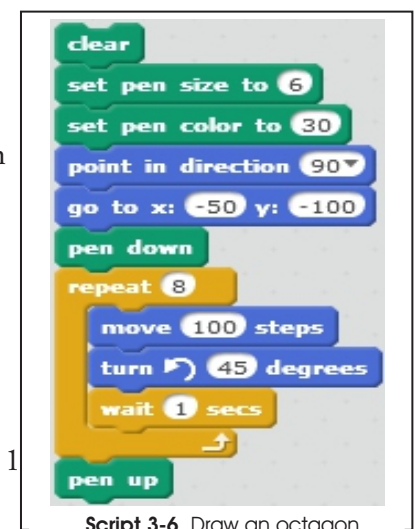 clear
set pen size to 6
set pen color to 30
point in direction 90
go to x: -50 y: -100
pen down
repeat 8
move 100 steps
turn 45 degrees
wait 1 secs
pen up
Script 3-6 Draw an octagon